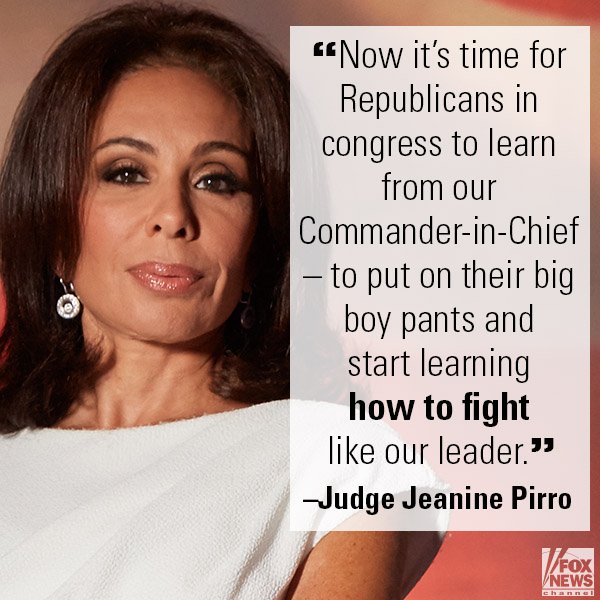 “Now it’s time for
Republicans in
congress to learn
from our
Commander-in-Chief
– to put on their big
boy pants and
start learning
how to fight
like our leader.”
–Judge Jeanine Pirro
FOX
NEWS
channel